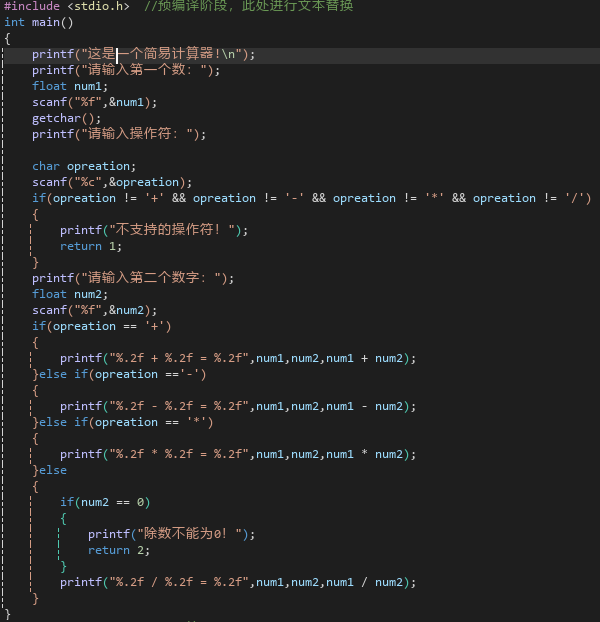 #include <stdio.h>  //预编译阶段，此处进行文本替换
int main()
{
    printf("这是一个简易计算器!\n");
    printf("请输入第一个数：");
    float num1;
    scanf("%f",&num1);
    getchar();
    printf("请输入操作符：");

    char opreation;
    scanf("%c",&opreation);
    if(opreation != '+' && opreation != '-' && opreation != '*' && opreation != '/')
    {
        printf("不支持的操作符！");
        return 1;
    }
    printf("请输入第二个数字：");
    float num2;
    scanf("%f",&num2);
    if(opreation == '+')
    {
        printf("%.2f + %.2f = %.2f",num1,num2,num1 + num2);
    }else if(opreation =='-')
    {
        printf("%.2f - %.2f = %.2f",num1,num2,num1 - num2);
    }else if(opreation == '*')
    {
        printf("%.2f * %.2f = %.2f",num1,num2,num1 * num2);
    }else
    {
        if(num2 == 0)
        {
            printf("除数不能为0！");
            return 2;
        }
        printf("%.2f / %.2f = %.2f",num1,num2,num1 / num2);
    }
}